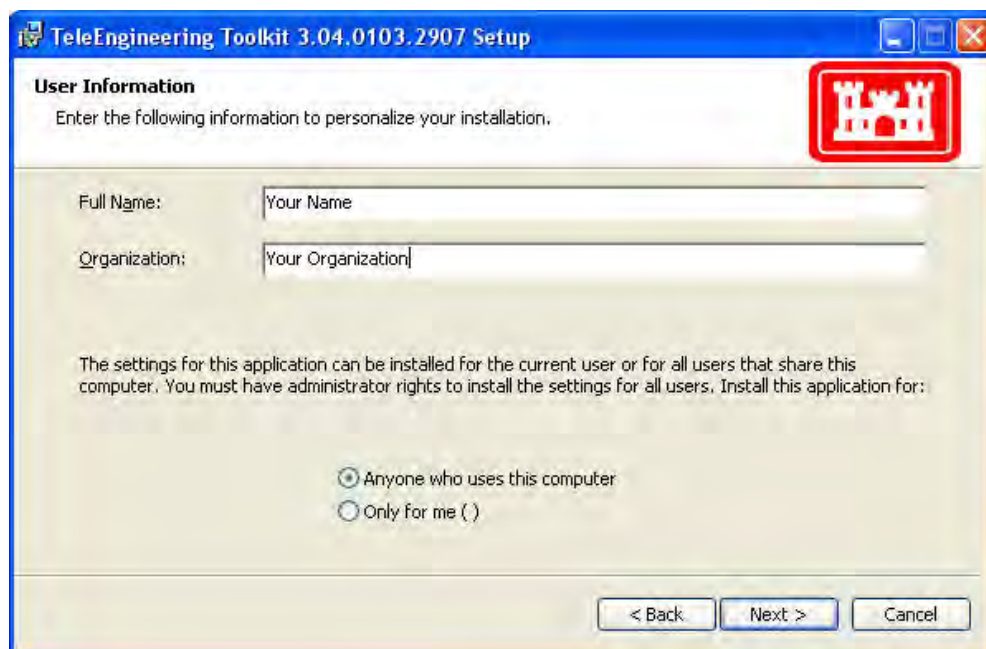 TeleEngineering Toolkit 3.04.0103.2907 Setup
User Information
Enter the following information to personalize your installation.
Full Name:
Your Name
Organization:
Your Organization
The settings for this application can be installed for the current user or for all users that share this
computer. You must have administrator rights to install the settings for all users. Install this application for:
Anyone who uses this computer
Only for me ( )
< Back
Next >
Cancel